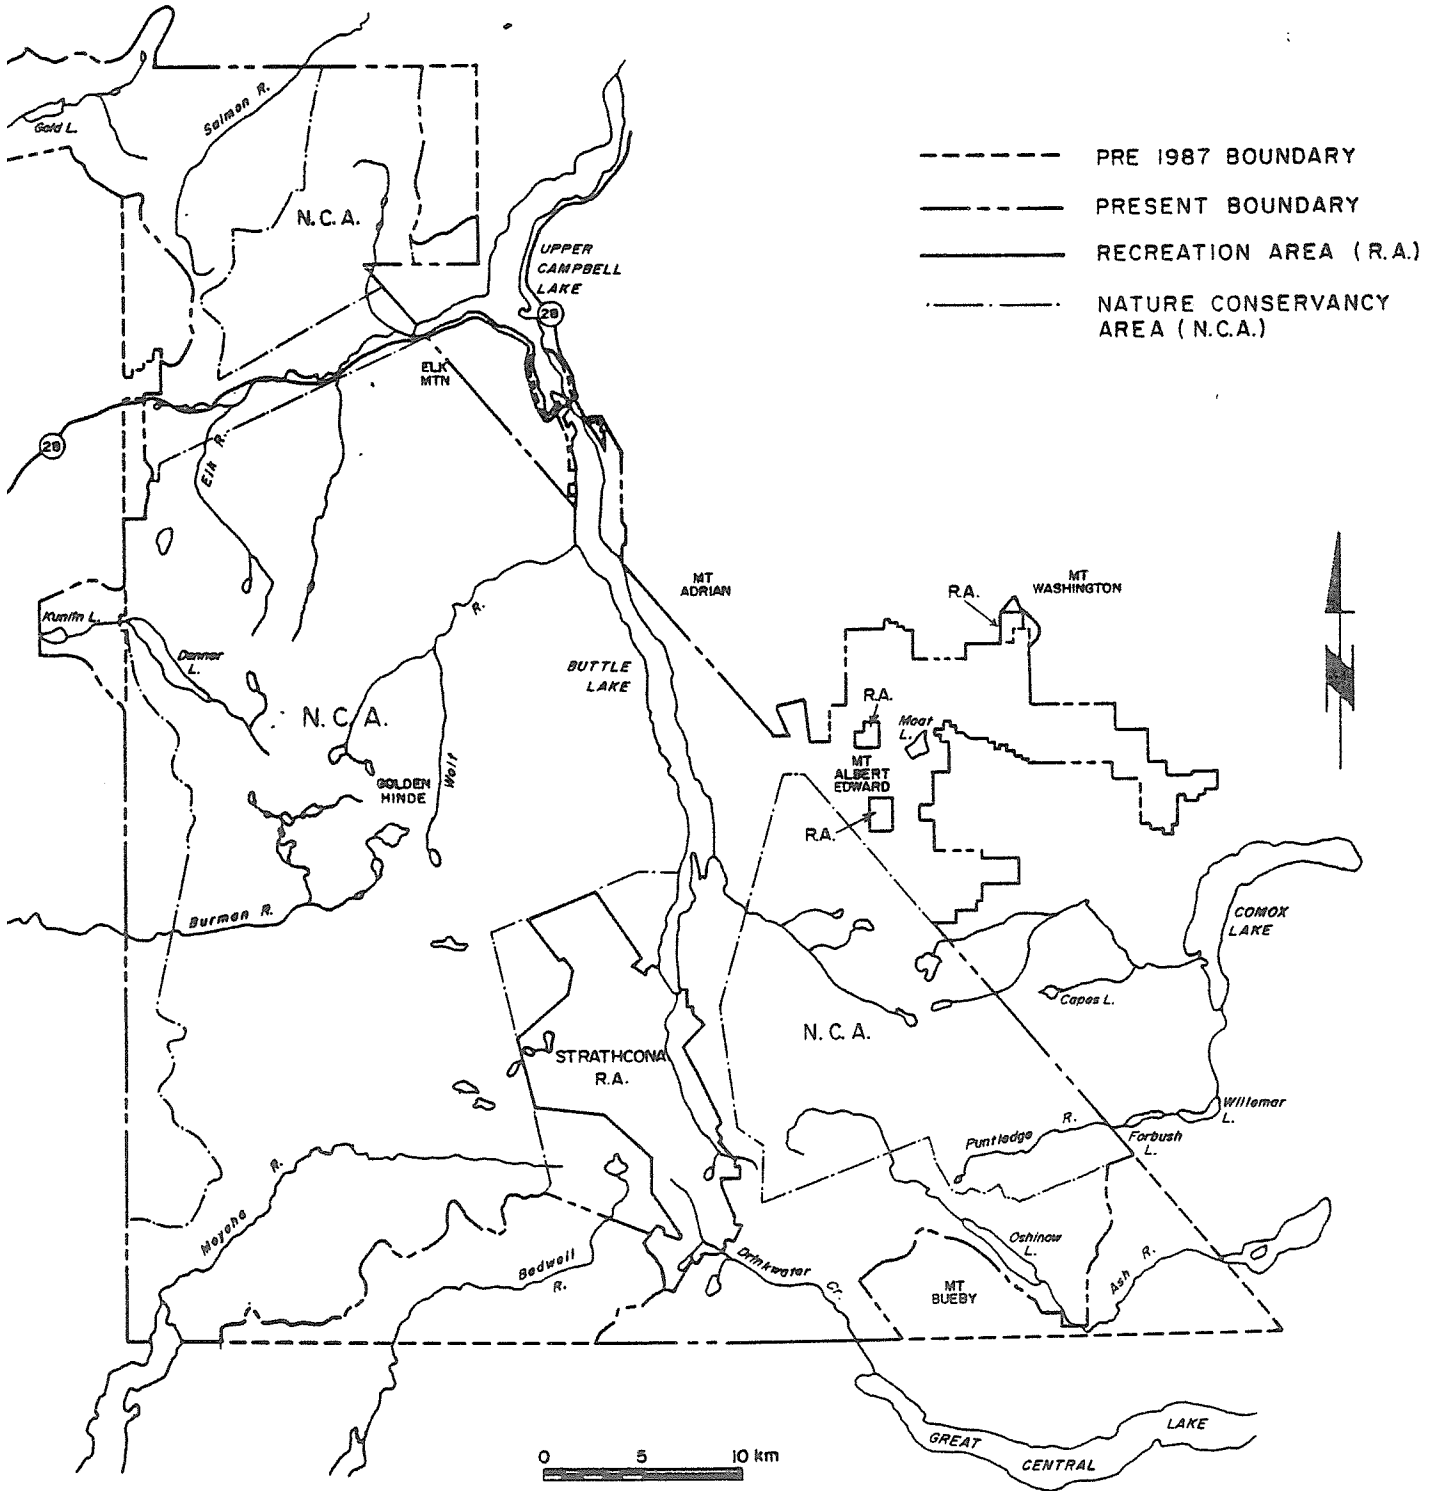 Gold L.
Salmon R.
N.C.A.
UPPER
CAMPBELL
LAKE
28
ELK
MTN
28
Elk R.
PRE 1987 BOUNDARY
PRESENT BOUNDARY
RECREATION AREA (R.A.)
NATURE CONSERVANCY
AREA (N.C.A.)
MT
ADRIAN
R.A.
MT
WASHINGTON
Kunlin L.
Donner
L.
R.
Wolf
BUTTLE
LAKE
N.C.A.
R.A.
Moat
L.
MT
ALBERT
EDWARD
GOLDEN
HINDE
R.A.
Burman R.
COMOX
LAKE
Capes L.
N.C.A.
STRATHCONA
R.A.
Willemar
L.
Puntledge R.
Forbush
L.
Moyeha R.
Bedwell
R.
Drinkwater Cr.
Oshinow
L.
Ash R.
MT
BUEBY
0 5 10 km
GREAT
CENTRAL
LAKE